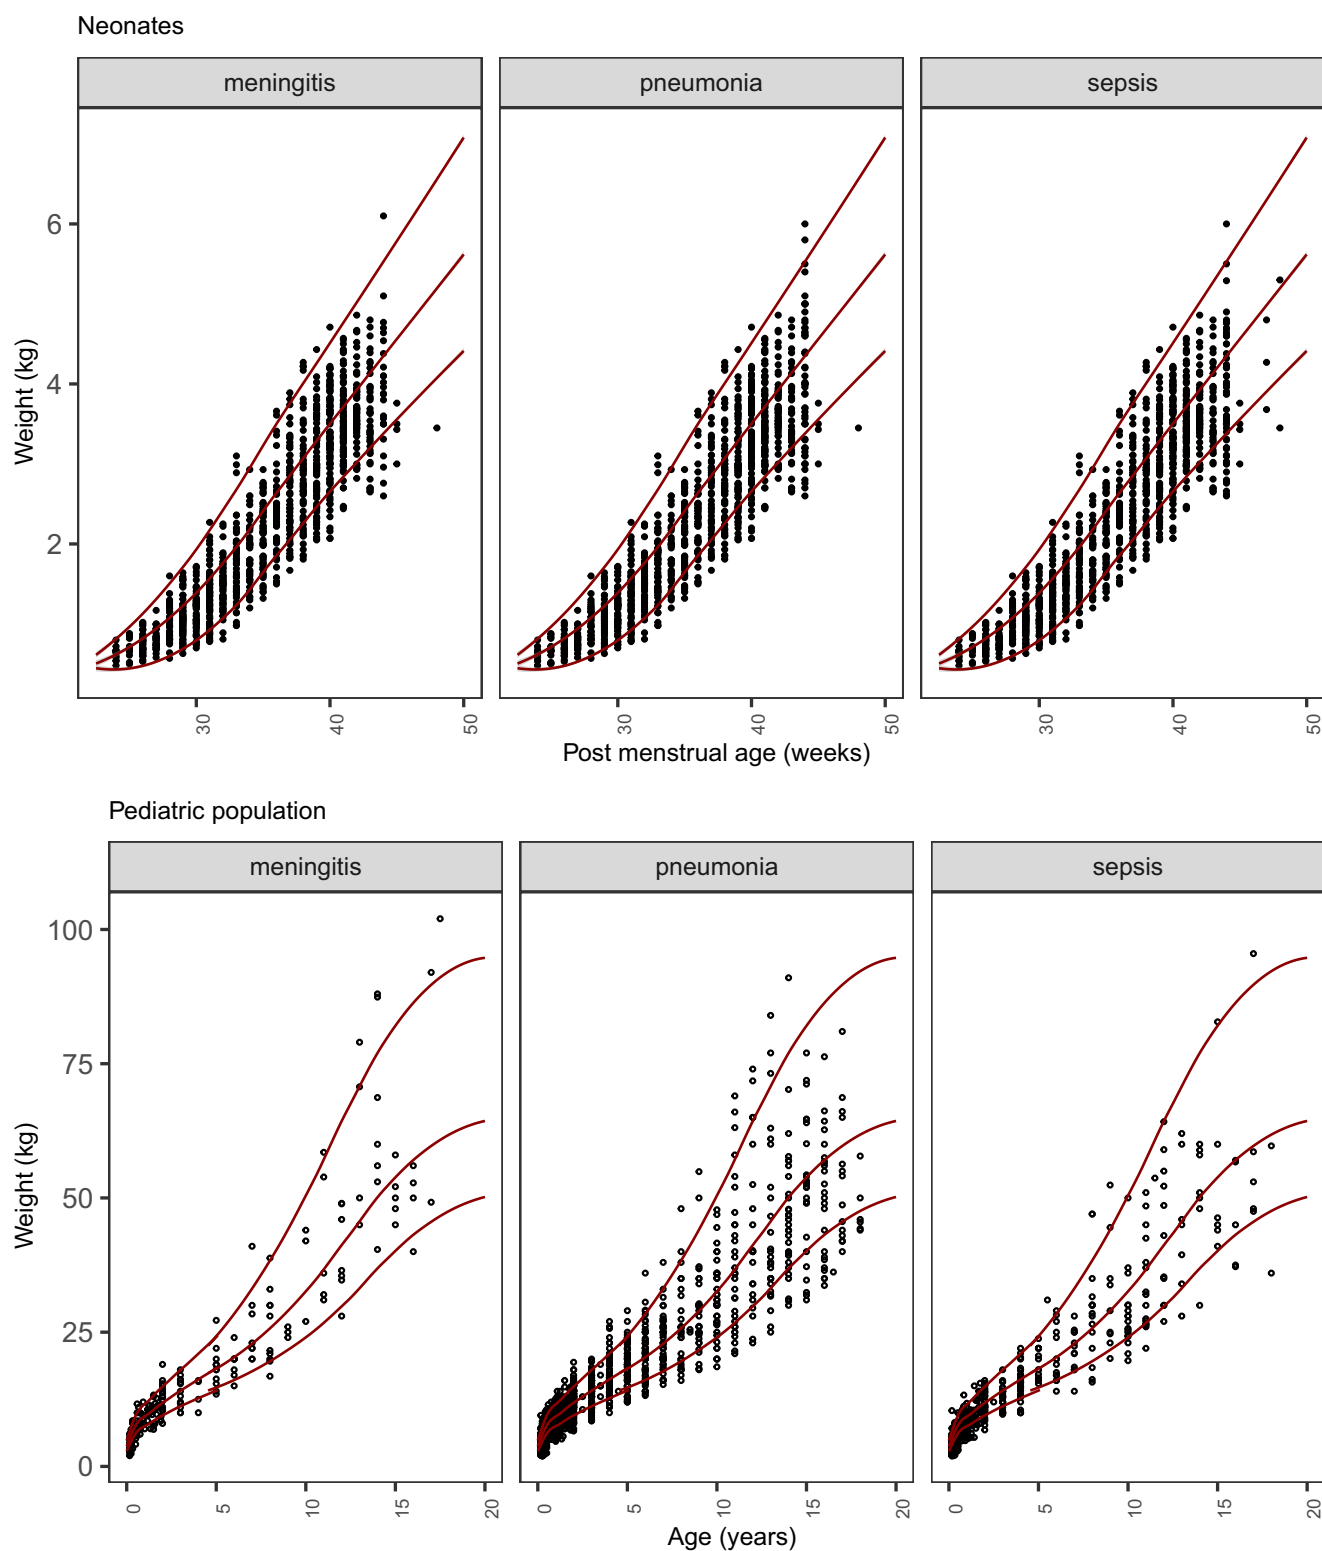 Neonates
meningitis pneumonia sepsis
6
4
2
Weight (kg)
30 40 50 30 40 50 30 40 50
Post menstrual age (weeks)
Pediatric population
meningitis pneumonia sepsis
100
75
50
25
0
Weight (kg)
0 5 10 15 20 0 5 10 15 20 0 5 10 15 20
Age (years)